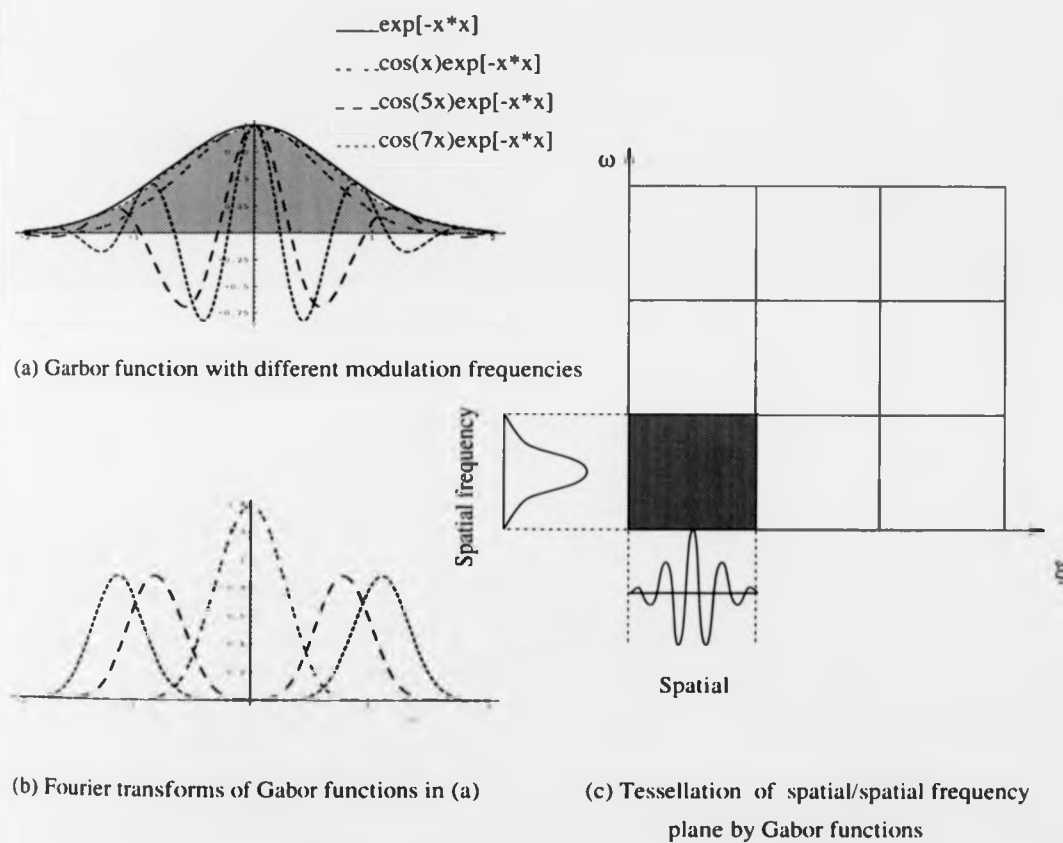 exp[-x*x]
cos(x)exp[-x*x]
cos(5x)exp[-x*x]
cos(7x)exp[-x*x]
(a) Garbor function with different modulation frequencies
ω
Spatial frequency
Spatial
(b) Fourier transforms of Gabor functions in (a)
(c) Tessellation of spatial/spatial frequency
plane by Gabor functions